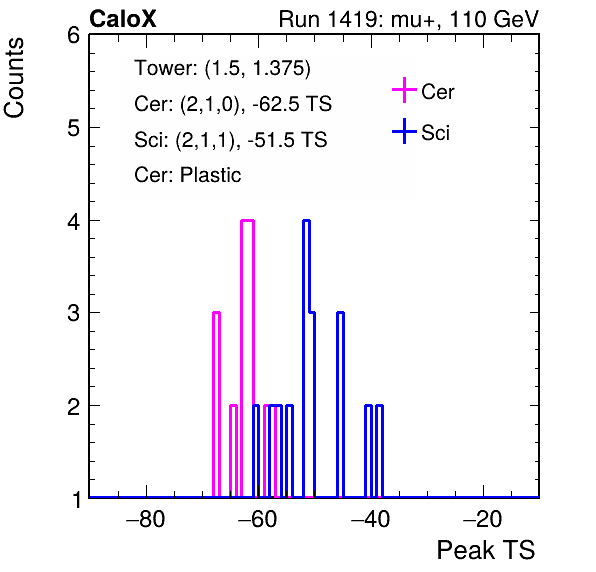 CaloX Run 1419: mu+, 110 GeV
Counts
6
5
4
3
2
1
Tower: (1.5, 1.375)
Cer: (2,1,0), -62.5 TS
Sci: (2,1,1), -51.5 TS
Cer: Plastic
Cer
Sci
−80 −60 −40 −20
Peak TS